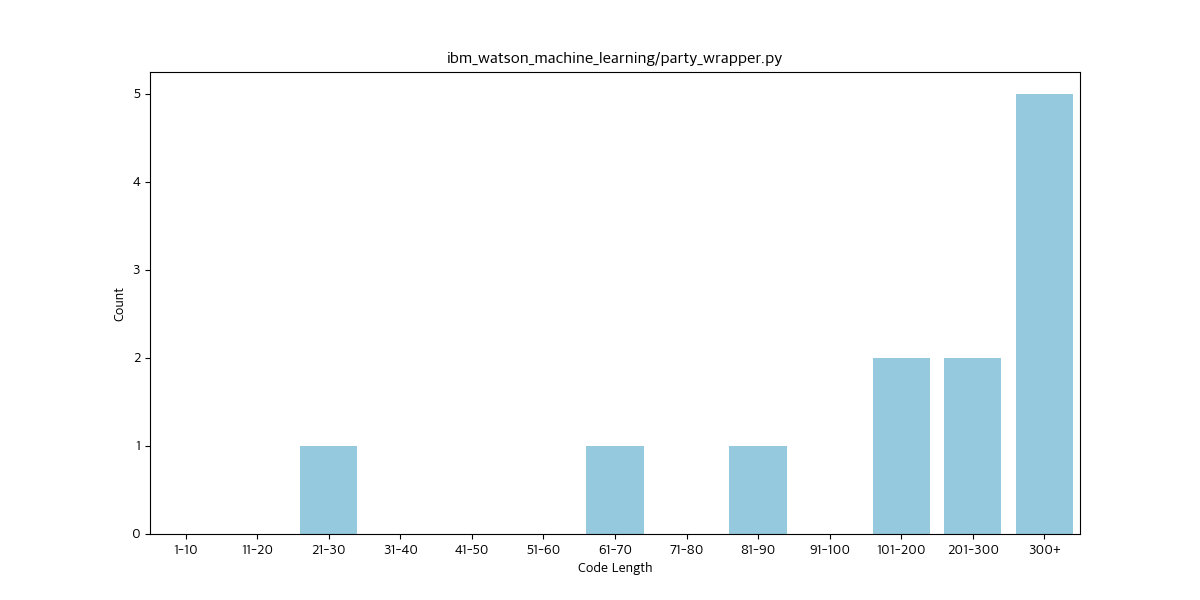 ibm_watson_machine_learning/party_wrapper.py
5
4
3
2
1
0
Count
1-10 11-20 21-30 31-40 41-50 51-60 61-70 71-80 81-90 91-100 101-200 201-300 300+
Code Length